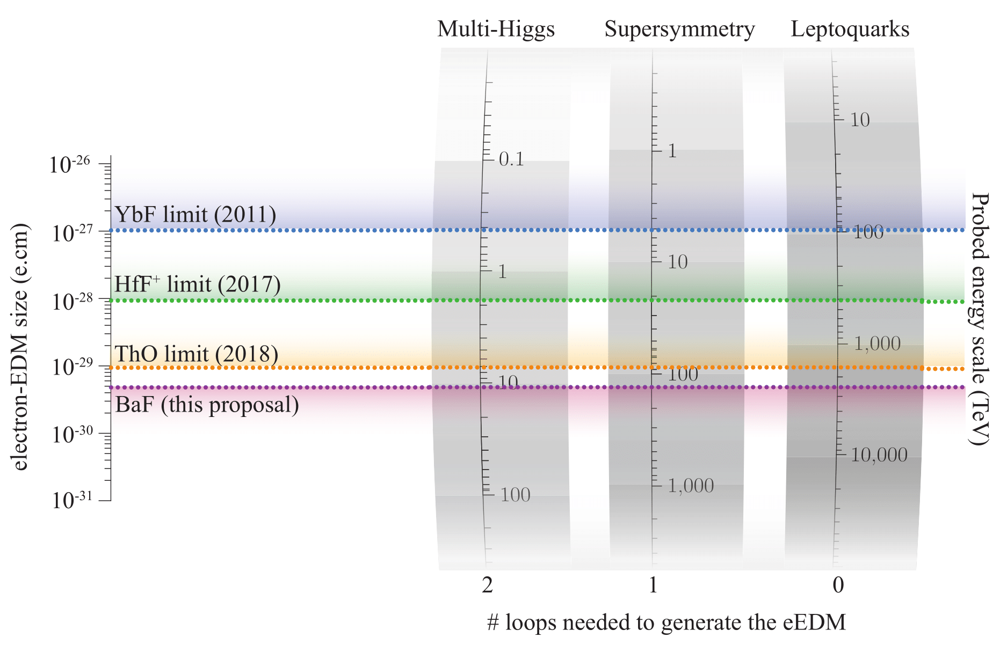 Multi-Higgs Supersymmetry Leptoquarks
10
1
0.1
10-26
YbF limit (2011)
10-27
100
10
1
HfF+ limit (2017)
10-28
1,000
ThO limit (2018)
10-29
100
10
BaF (this proposal)
10-30
10,000
1,000
100
10-31
electron-EDM size (e.cm)
Probed energy scale (TeV)
2 1 0
# loops needed to generate the eEDM